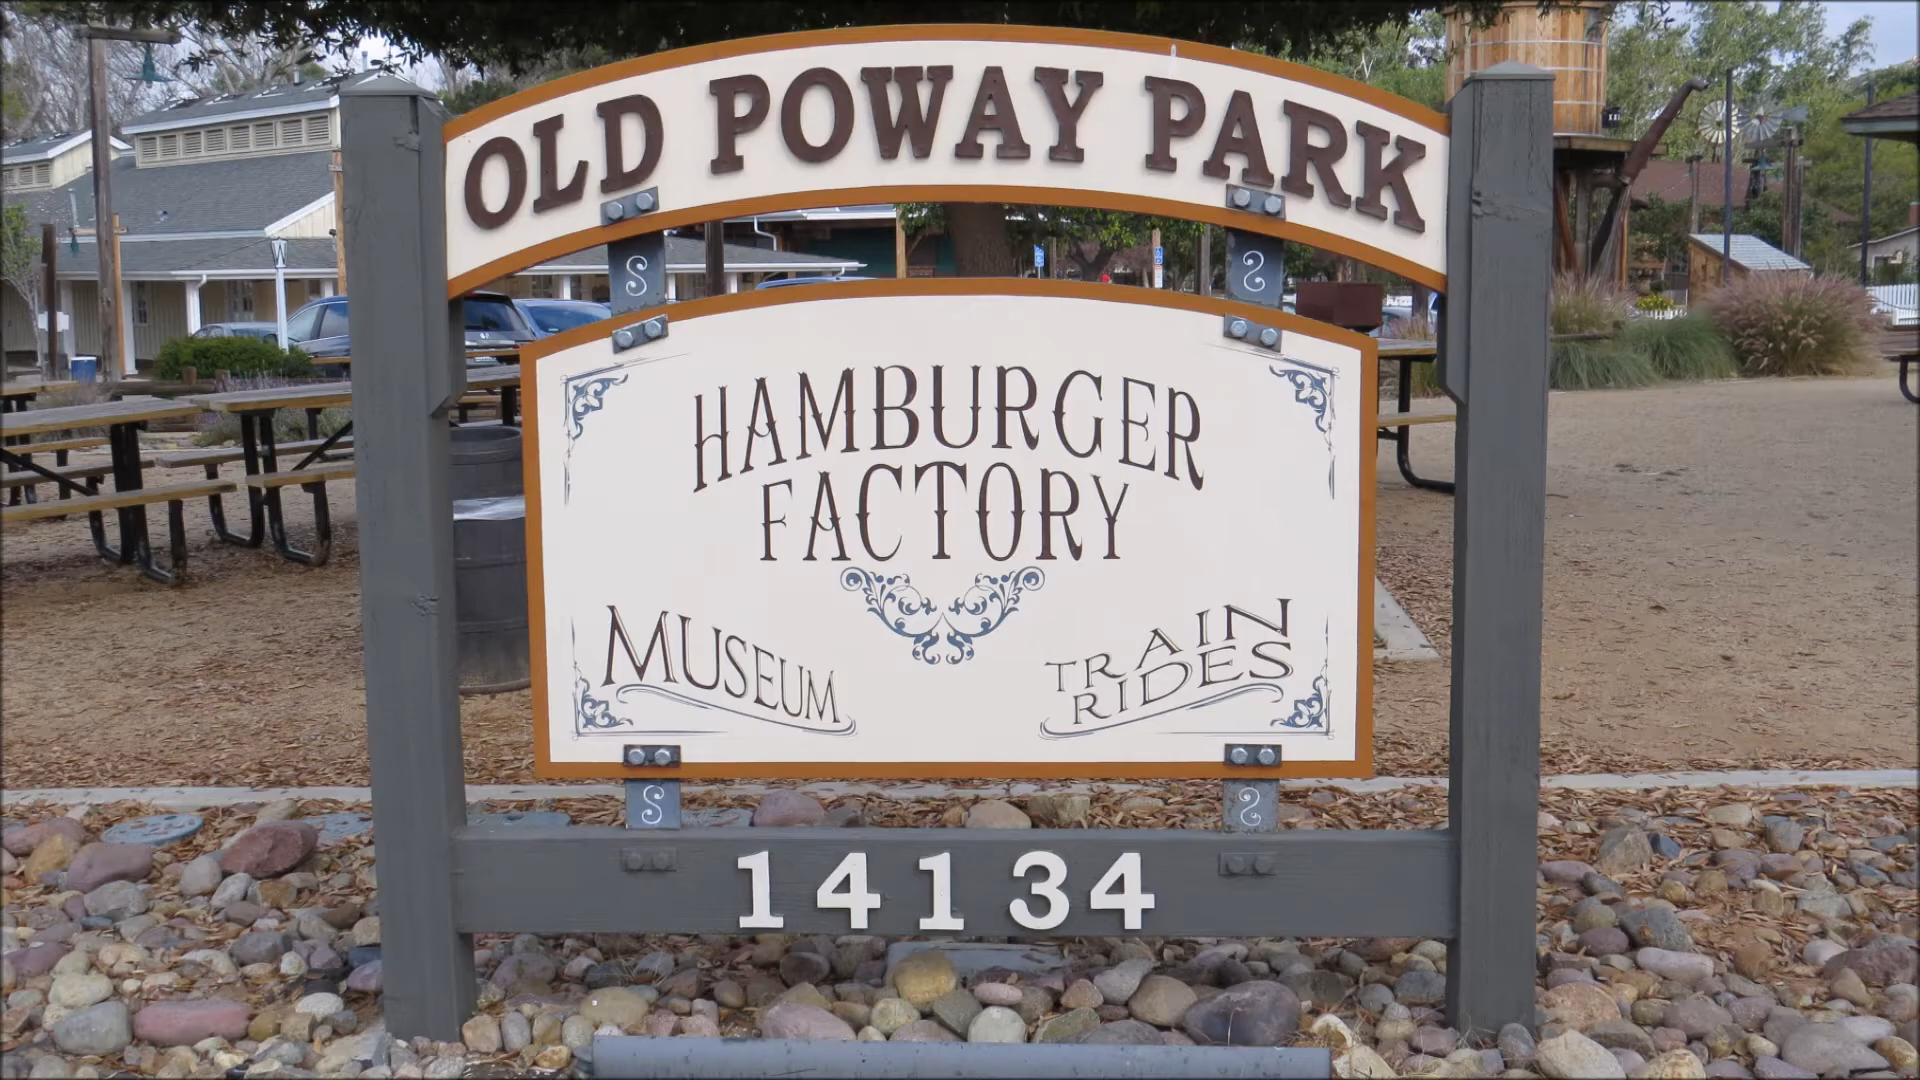 OLD POWAY PARK
HAMBURGER
FACTORY
MUSEUM
TRAIN
RIDES
14134